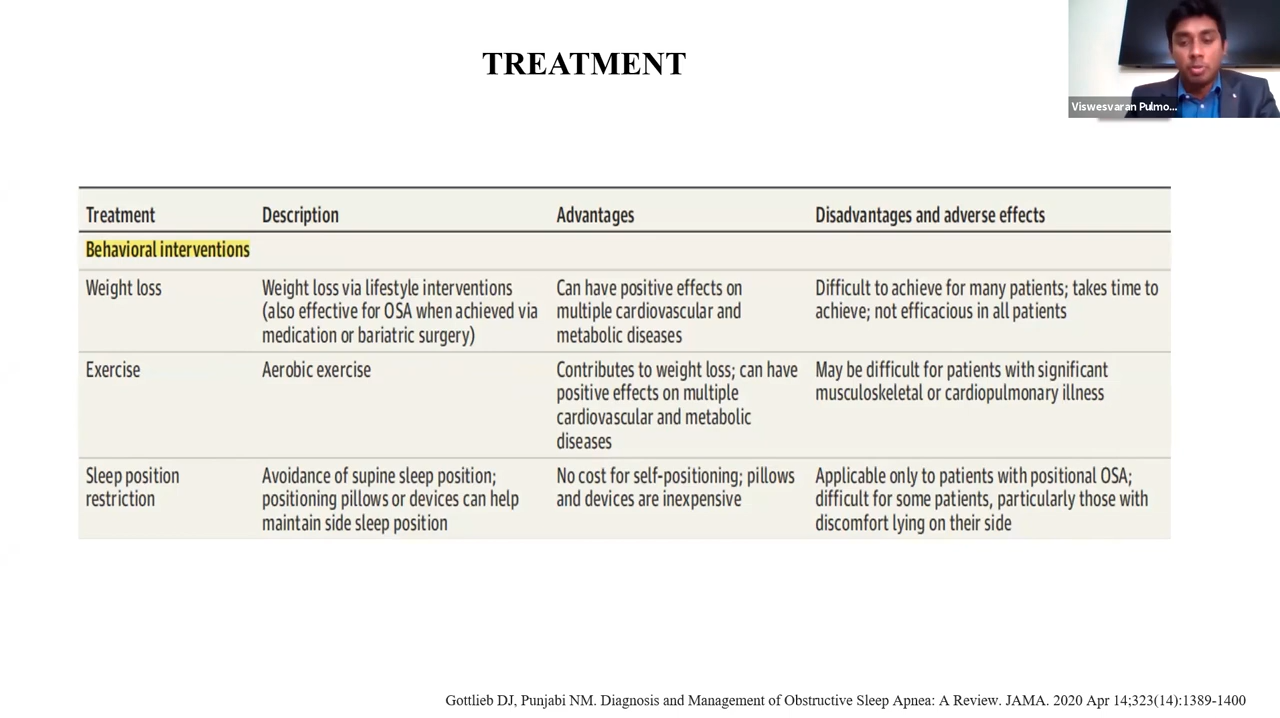 TREATMENT
Viswesvaran Pulmo...
Treatment
Description
Advantages
Disadvantages and adverse effects
Behavioral interventions
Weight loss
Weight loss via lifestyle interventions
(also effective for OSA when achieved via
medication or bariatric surgery)
Can have positive effects on
multiple cardiovascular and
metabolic diseases
Difficult to achieve for many patients; takes time to
achieve; not efficacious in all patients
Exercise
Aerobic exercise
Contributes to weight loss; can have
positive effects on multiple
cardiovascular and metabolic
diseases
May be difficult for patients with significant
musculoskeletal or cardiopulmonary illness
Sleep position
restriction
Avoidance of supine sleep position;
positioning pillows or devices can help
maintain side sleep position
No cost for self-positioning; pillows
and devices are inexpensive
Applicable only to patients with positional OSA;
difficult for some patients, particularly those with
discomfort lying on their side
Gottlieb DJ, Punjabi NM. Diagnosis and Management of Obstructive Sleep Apnea: A Review. JAMA. 2020 Apr 14;323(14):1389-1400